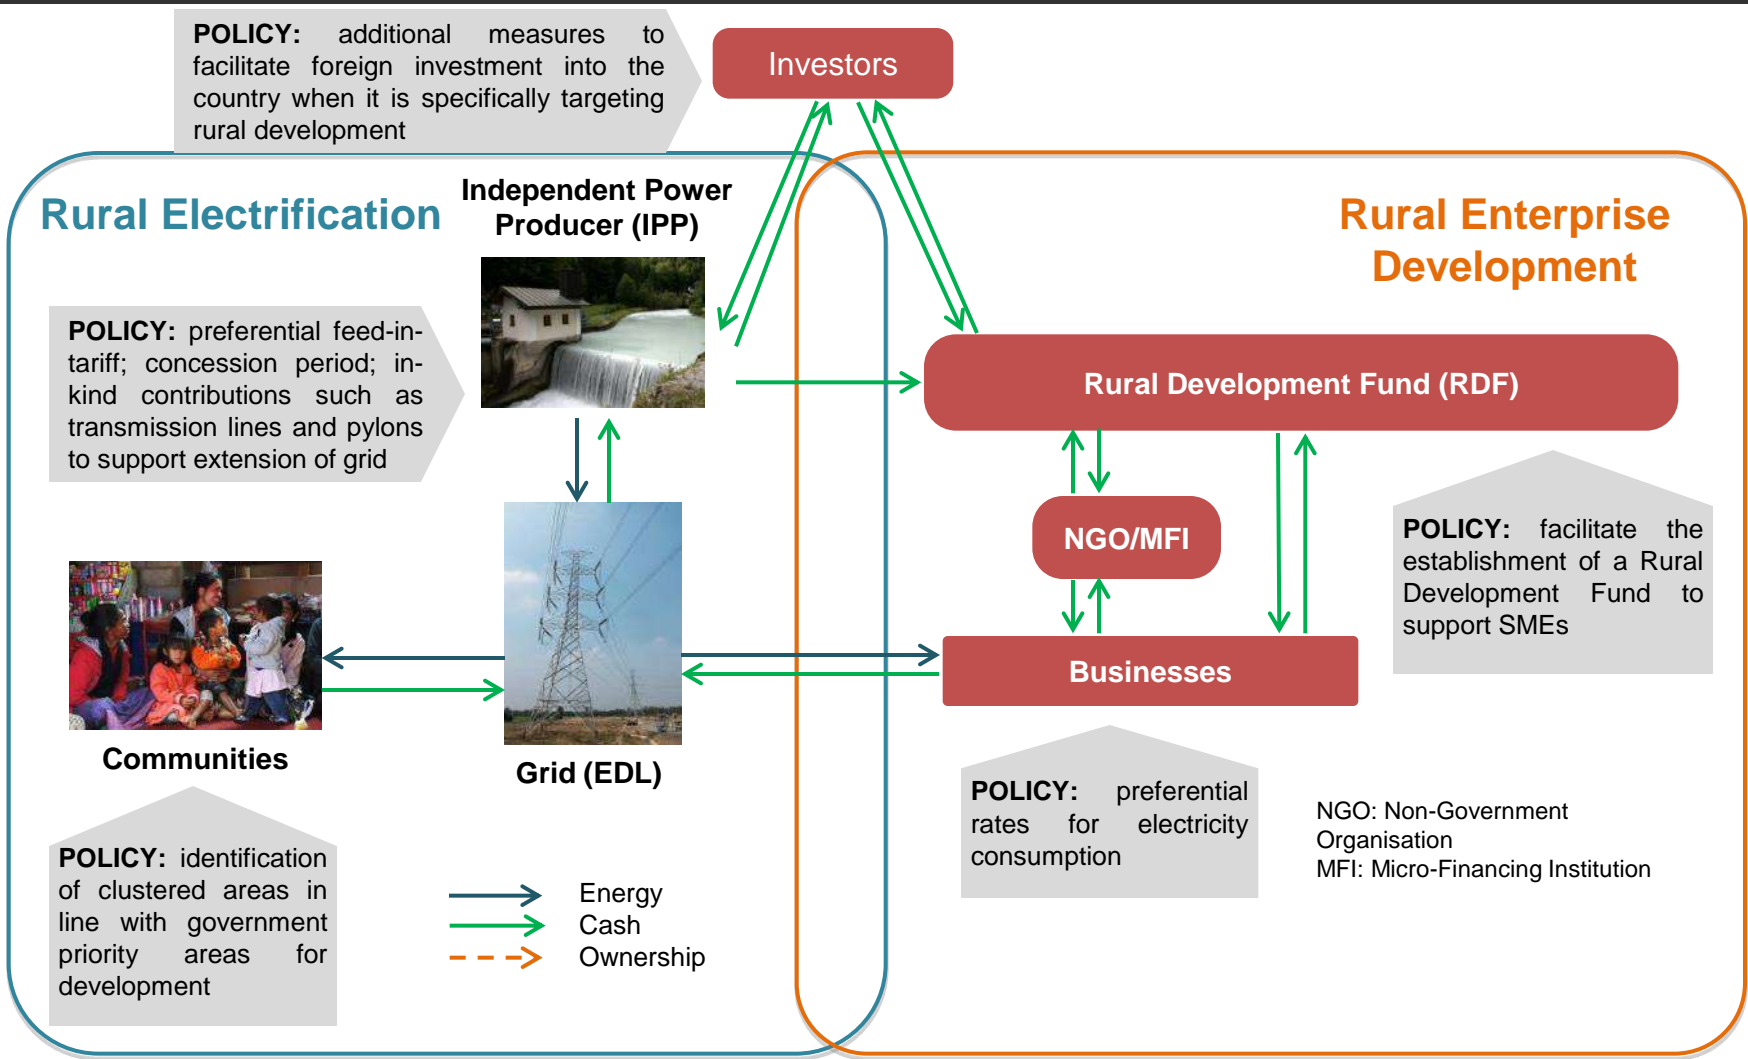 POLICY: additional measures to
facilitate foreign investment into the
country when it is specifically targeting
rural development
Investors
Rural Electrification
Independent Power
Producer (IPP)
Rural Enterprise
Development
POLICY: preferential feed-in-
tariff; concession period; in-
kind contributions such as
transmission lines and pylons
to support extension of grid
Rural Development Fund (RDF)
NGO/MFI
POLICY: facilitate the
establishment of a Rural
Development Fund to
support SMEs
Businesses
Communities
Grid (EDL)
POLICY: preferential
rates for electricity
consumption
NGO: Non-Government
Organisation
MFI: Micro-Financing Institution
POLICY: identification
of clustered areas in
line with government
priority areas for
development
Energy
Cash
Ownership